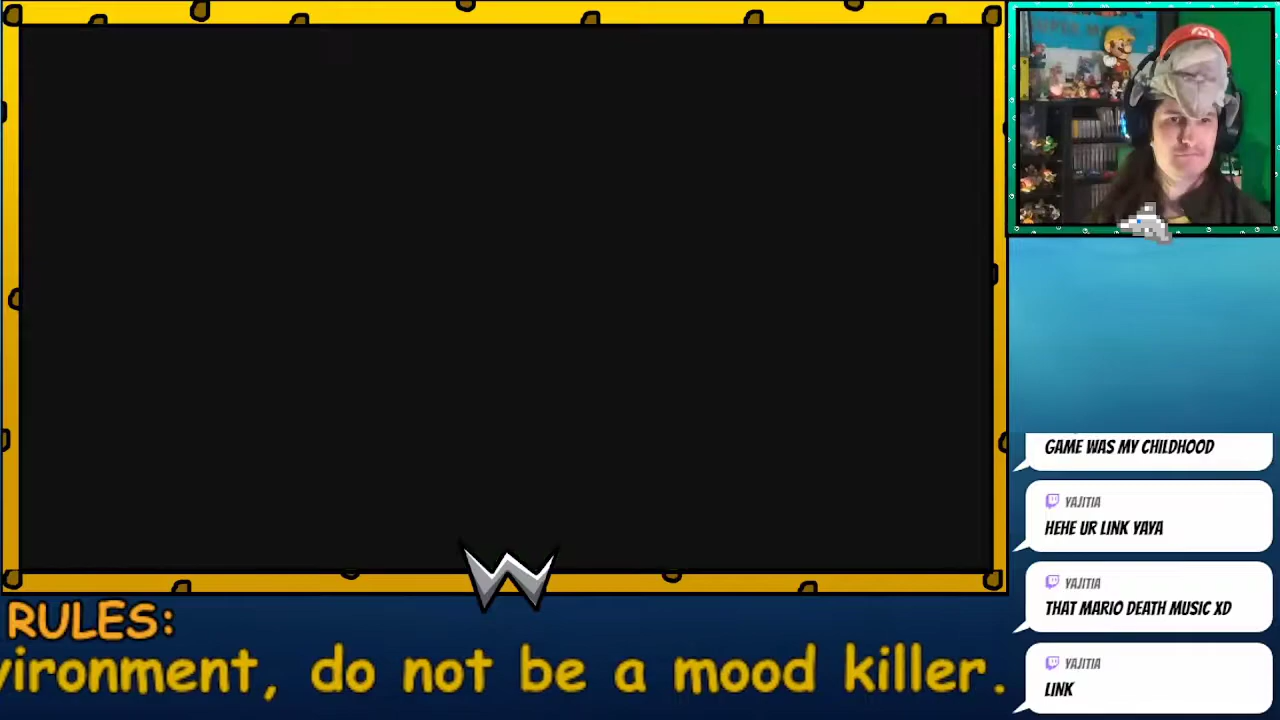 GAME WAS MY CHILDHOOD
YAJITIA
HEHE UR LINK YAYA
YAJITIA
THAT MARIO DEATH MUSIC XD
YAJITIA
LINK
W
RULES:
vironment, do not be a mood killer.